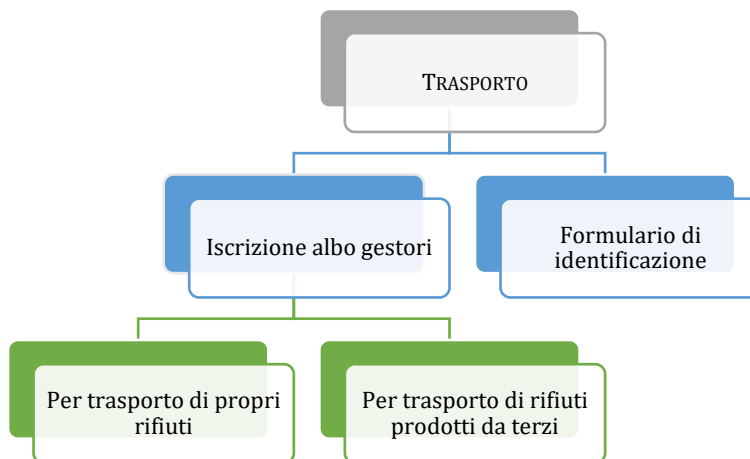 TRASPORTO
Iscrizione albo gestori
Formulario di
identificazione
Per trasporto di propri
rifiuti
Per trasporto di rifiuti
prodotti da terzi